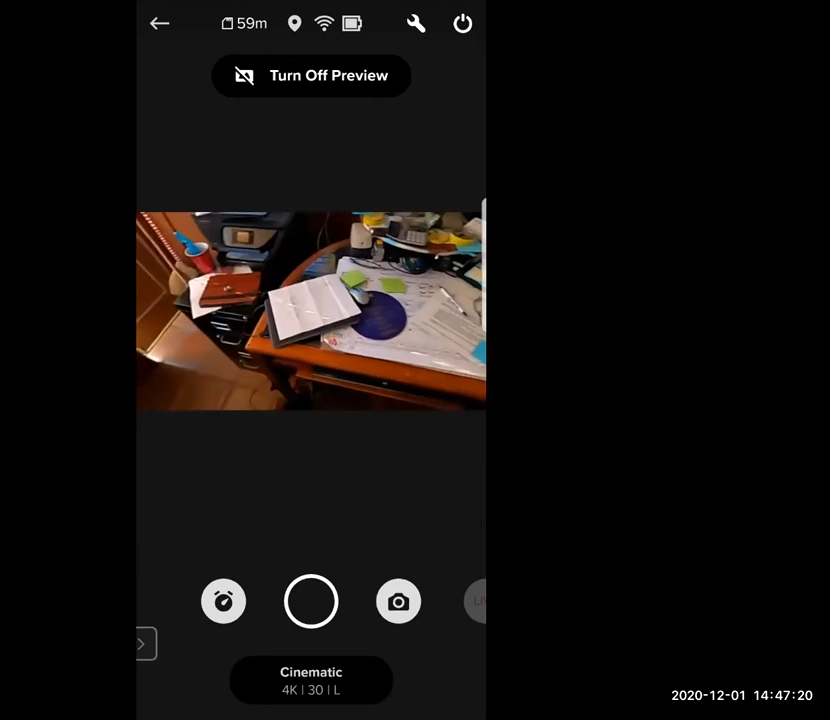 59m
Turn Off Preview
Cinematic
4K | 30 | L
2020-12-01 14:47:20